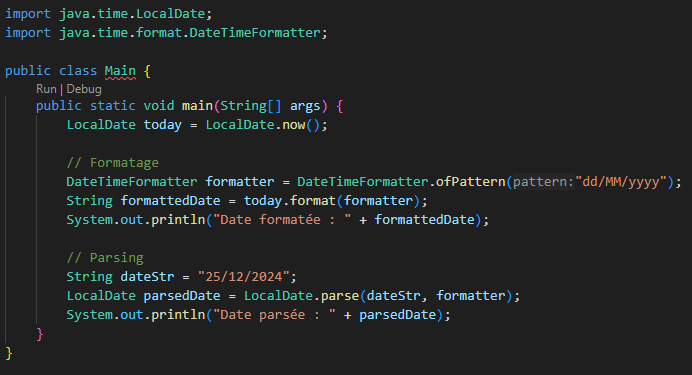 import java.time.LocalDate;
import java.time.format.DateTimeFormatter;
public class Main {
Run | Debug
public static void main(String[] args) {
LocalDate today = LocalDate.now();
// Formatage
DateTimeFormatter formatter = DateTimeFormatter.ofPattern(pattern:"dd/MM/yyyy");
String formattedDate = today.format(formatter);
System.out.println("Date formatée : " + formattedDate);
// Parsing
String dateStr = "25/12/2024";
LocalDate parsedDate = LocalDate.parse(dateStr, formatter);
System.out.println("Date parsée : " + parsedDate);
}
}